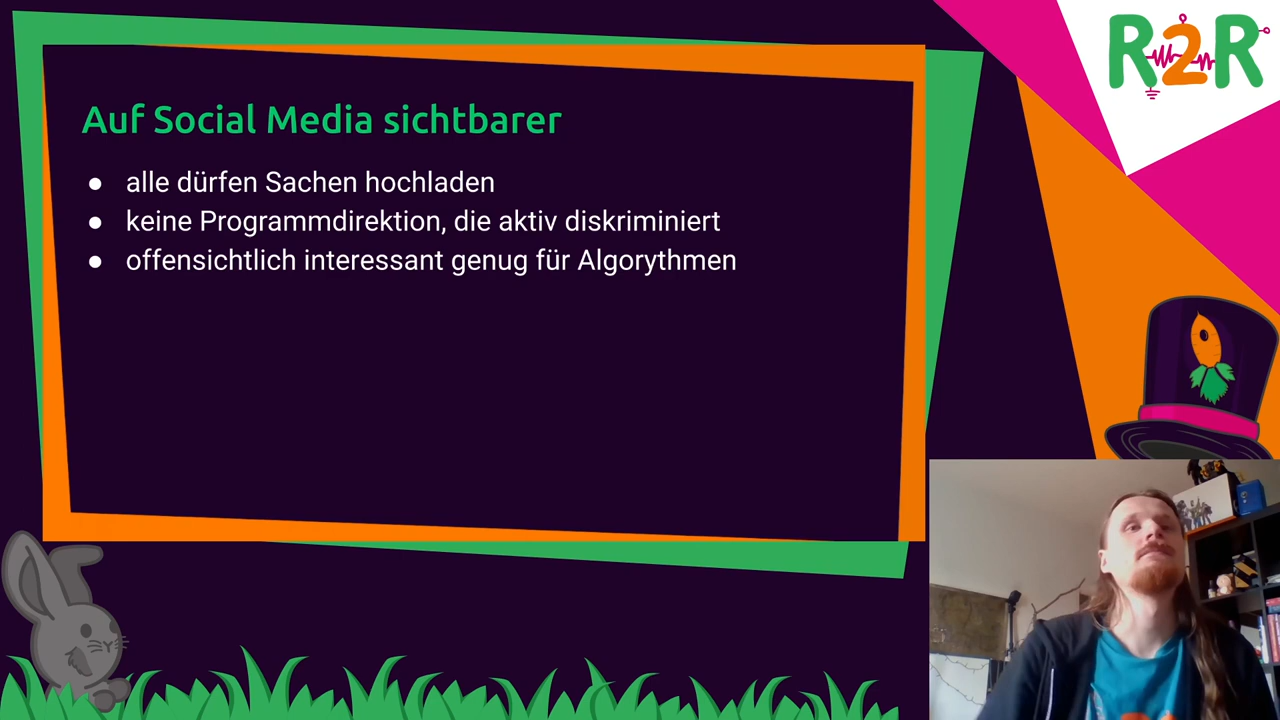 R2R
Auf Social Media sichtbarer
alle dürfen Sachen hochladen
keine Programmdirektion, die aktiv diskriminiert
offensichtlich interessant genug für Algorythmen